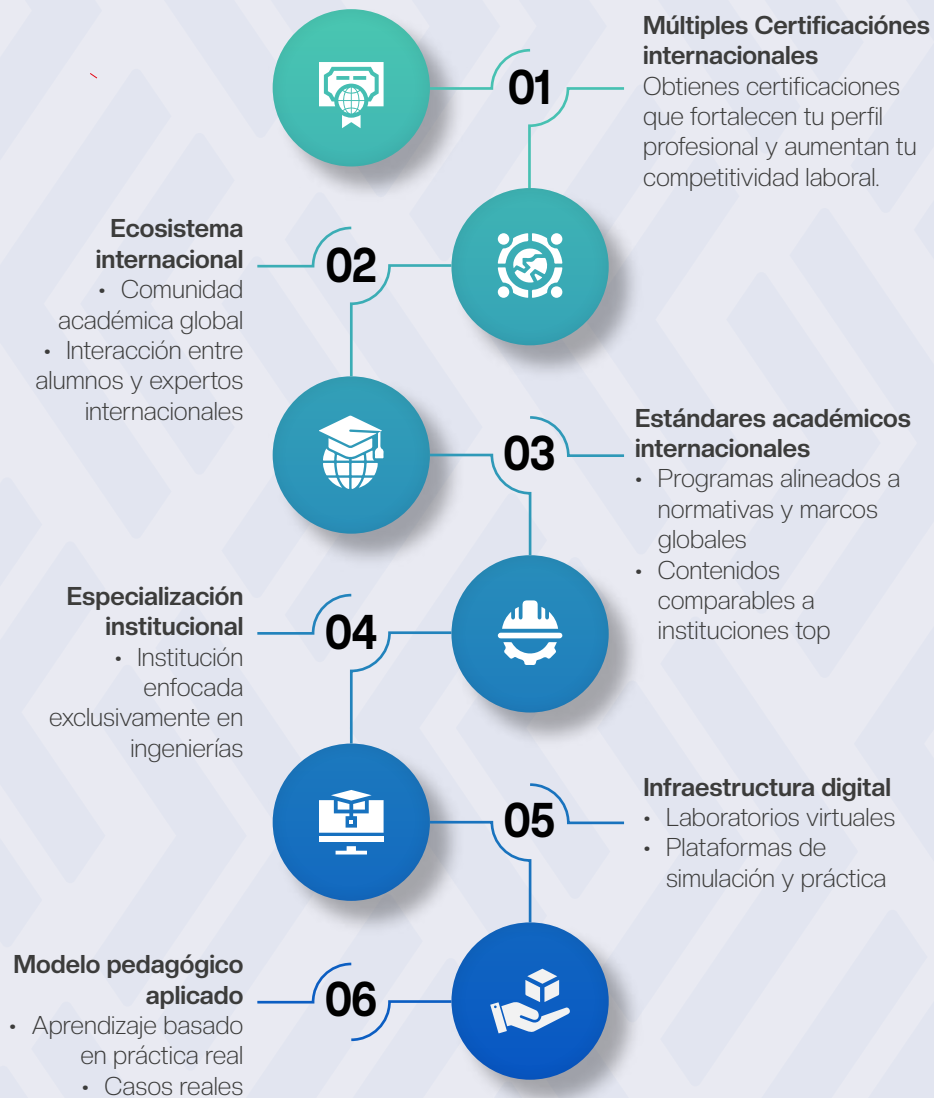 01
Múltiples Certificaciónes
internacionales
Obtienes certificaciones
que fortalecen tu perfil
profesional y aumentan tu
competitividad laboral.
Ecosistema
internacional
• Comunidad
académica global
• Interacción entre
alumnos y expertos
internacionales
02
03
Estándares académicos
internacionales
• Programas alineados a
normativas y marcos
globales
• Contenidos
comparables a
instituciones top
Especialización
institucional
• Institución
enfocada
exclusivamente en
ingenierías
04
05
Infraestructura digital
• Laboratorios virtuales
• Plataformas de
simulación y práctica
Modelo pedagógico
aplicado
• Aprendizaje basado
en práctica real
• Casos reales
06